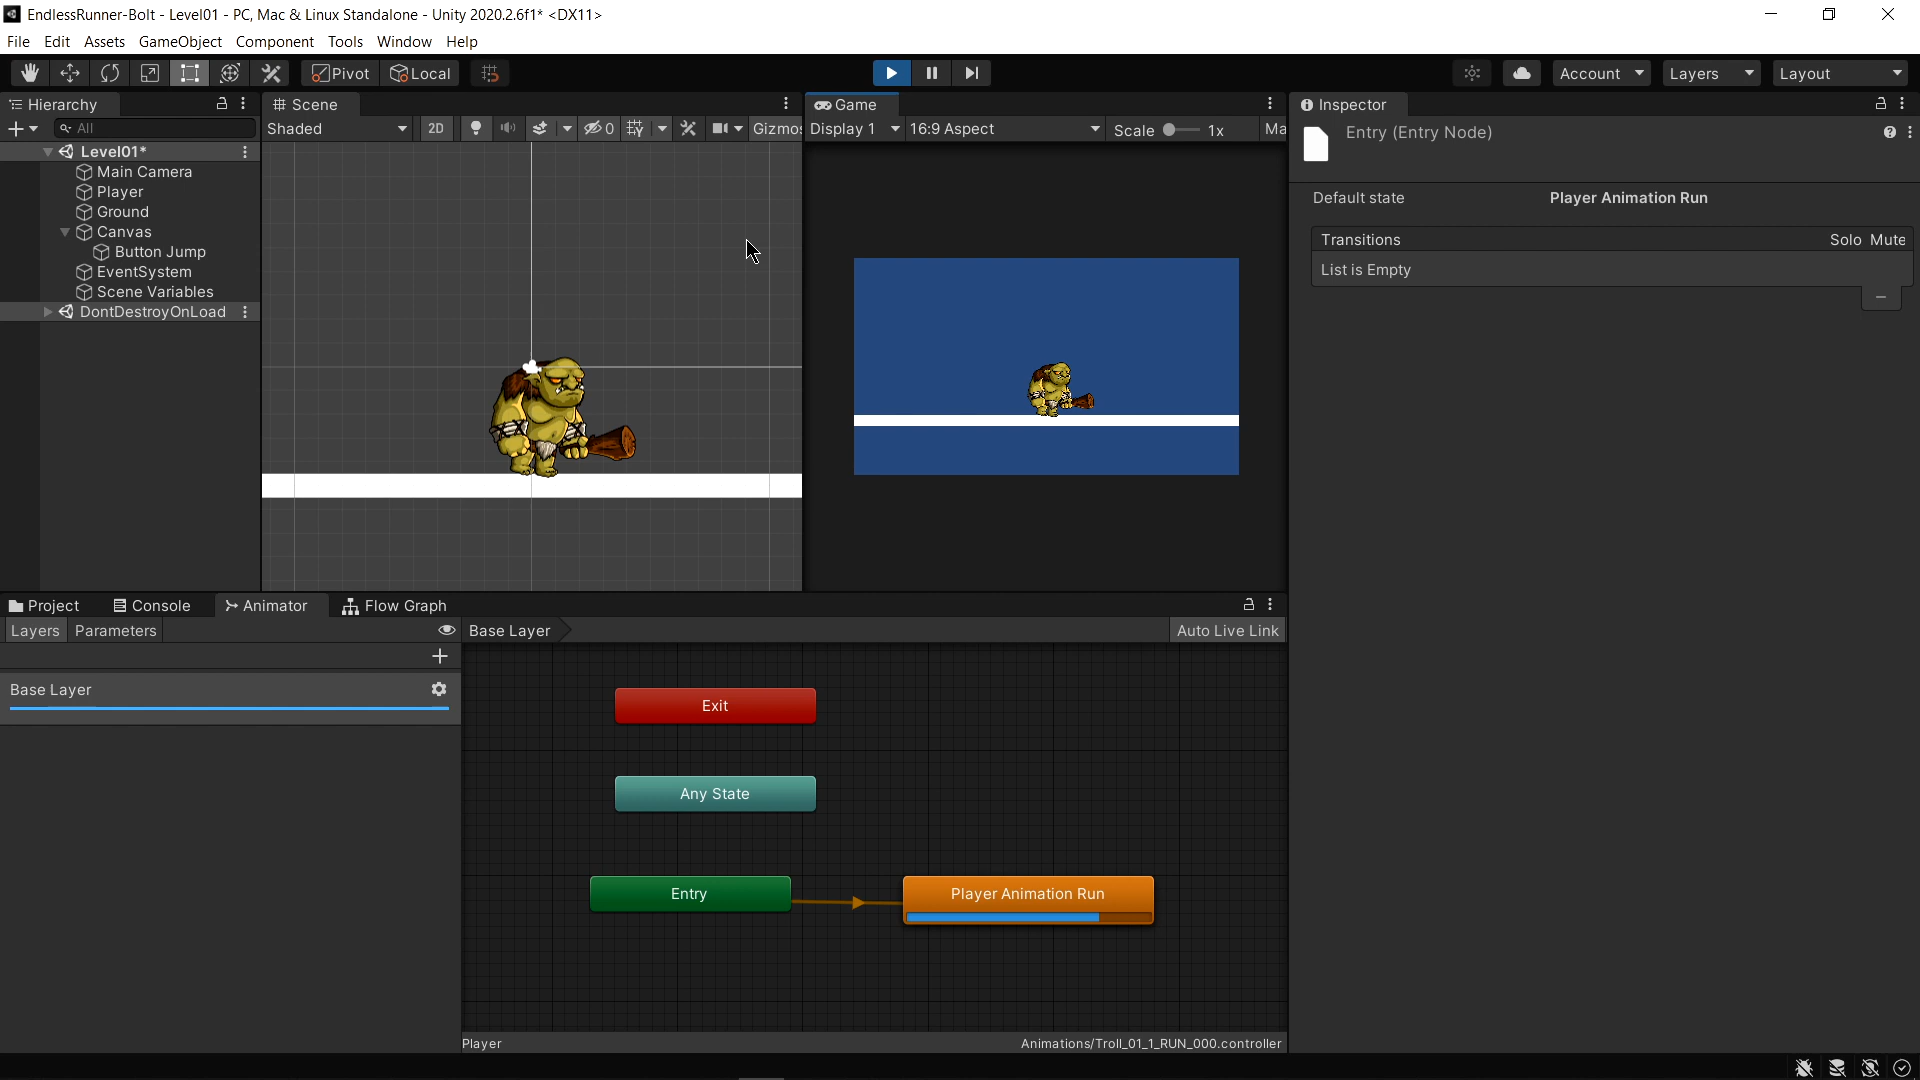 EndlessRunner-Bolt - Level01 - PC, Mac & Linux Standalone - Unity 2020.2.6f1* <DX11>
File Edit Assets GameObject Component Tools Window Help
Pivot Local Account Layers Layout
Hierarchy
All
Level01*
Main Camera
Player
Ground
Canvas
Button Jump
EventSystem
Scene Variables
DontDestroyOnLoad
Scene
Shaded 2D 0 Gizmos
Game
Display 1 16:9 Aspect Scale 1x Ma
Inspector
Entry (Entry Node)
Default state Player Animation Run
Transitions Solo Mute
List is Empty
Project Console Animator Flow Graph
Layers Parameters Base Layer Auto Live Link
Base Layer
Exit
Any State
Entry
Player Animation Run
Player Animations/Troll_01_1_RUN_000.controller